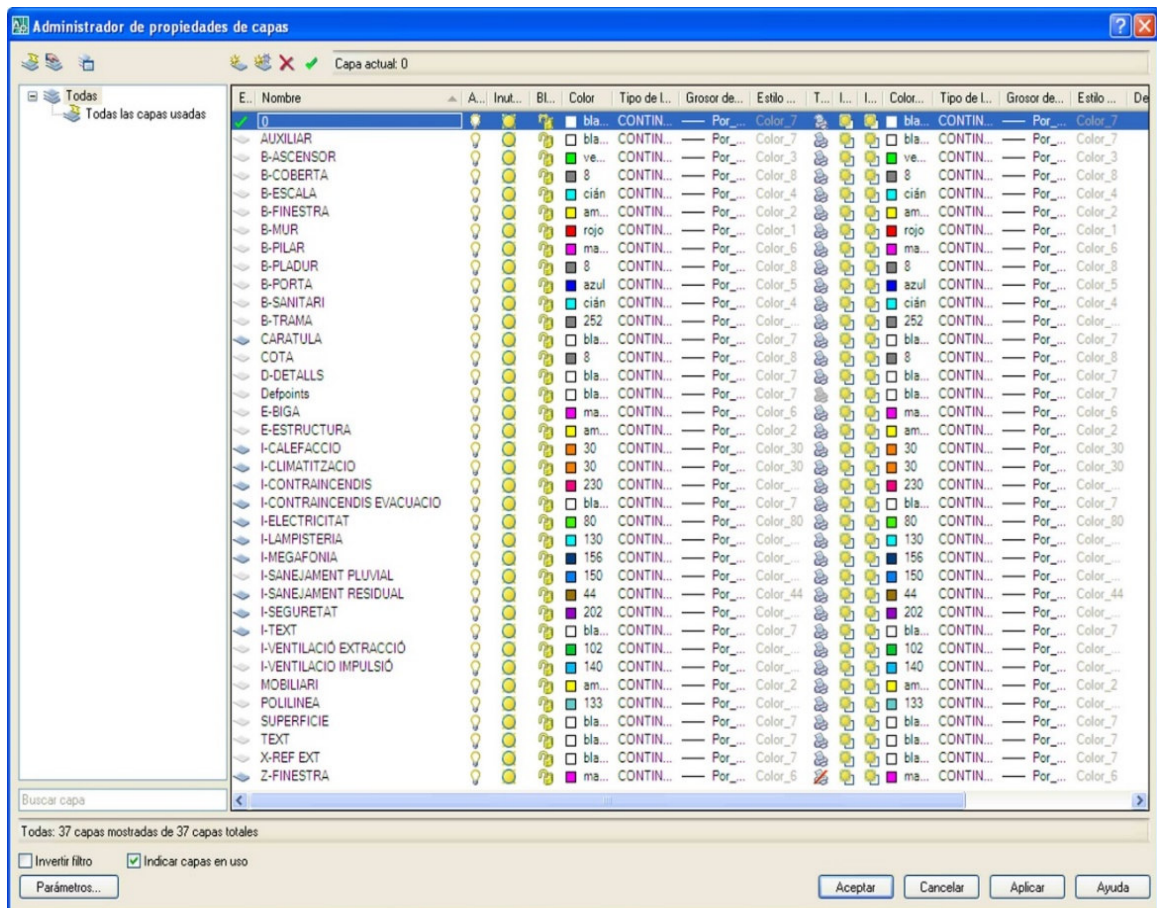 Administrador de propiedades de capas
Capa actual: 0
Todas
Todas las capas usadas
E.. Nombre A... Inut... Bl... Color Tipo de l... Grosor de... Estilo ... T... I... I... Color... Tipo de l... Grosor de... Estilo ... De
0 bla... CONTIN... Por_... Color_7 bla... CONTIN... Por_... Color_7
AUXILIAR bla... CONTIN... Por_... Color_7 bla... CONTIN... Por_... Color_7
B-ASCENSOR ve... CONTIN... Por_... Color_3 ve... CONTIN... Por_... Color_3
B-COBERTA 8 CONTIN... Por_... Color_8 8 CONTIN... Por_... Color_8
B-ESCALA cián CONTIN... Por_... Color_4 cián CONTIN... Por_... Color_4
B-FINESTRA am... CONTIN... Por_... Color_2 am... CONTIN... Por_... Color_2
B-MUR rojo CONTIN... Por_... Color_1 rojo CONTIN... Por_... Color_1
B-PILAR ma... CONTIN... Por_... Color_6 ma... CONTIN... Por_... Color_6
B-PLADUR 8 CONTIN... Por_... Color_8 8 CONTIN... Por_... Color_8
B-PORTA azul CONTIN... Por_... Color_5 azul CONTIN... Por_... Color_5
B-SANITARI cián CONTIN... Por_... Color_4 cián CONTIN... Por_... Color_4
B-TRAMA 252 CONTIN... Por_... Color_... 252 CONTIN... Por_... Color_...
CARATULA bla... CONTIN... Por_... Color_7 bla... CONTIN... Por_... Color_7
COTA 8 CONTIN... Por_... Color_8 8 CONTIN... Por_... Color_8
D-DETALLS bla... CONTIN... Por_... Color_7 bla... CONTIN... Por_... Color_7
Defpoints bla... CONTIN... Por_... Color_7 bla... CONTIN... Por_... Color_7
E-BIGA ma... CONTIN... Por_... Color_6 ma... CONTIN... Por_... Color_6
E-ESTRUCTURA am... CONTIN... Por_... Color_2 am... CONTIN... Por_... Color_2
I-CALEFACCIO 30 CONTIN... Por_... Color_30 30 CONTIN... Por_... Color_30
I-CLIMATITZACIO 30 CONTIN... Por_... Color_30 30 CONTIN... Por_... Color_30
I-CONTRAINCENDIS 230 CONTIN... Por_... Color_... 230 CONTIN... Por_... Color_...
I-CONTRAINCENDIS EVACUACIO bla... CONTIN... Por_... Color_7 bla... CONTIN... Por_... Color_7
I-ELECTRICITAT 80 CONTIN... Por_... Color_80 80 CONTIN... Por_... Color_80
I-LAMPISTERIA 130 CONTIN... Por_... Color_... 130 CONTIN... Por_... Color_...
I-MEGAFONIA 156 CONTIN... Por_... Color_... 156 CONTIN... Por_... Color_...
I-SANEJAMENT PLUVIAL 150 CONTIN... Por_... Color_... 150 CONTIN... Por_... Color_...
I-SANEJAMENT RESIDUAL 44 CONTIN... Por_... Color_44 44 CONTIN... Por_... Color_44
I-SEGURETAT 202 CONTIN... Por_... Color_... 202 CONTIN... Por_... Color_...
I-TEXT bla... CONTIN... Por_... Color_7 bla... CONTIN... Por_... Color_7
I-VENTILACIÓ EXTRACCIÓ 102 CONTIN... Por_... Color_... 102 CONTIN... Por_... Color_...
I-VENTILACIO IMPULSIÓ 140 CONTIN... Por_... Color_... 140 CONTIN... Por_... Color_...
MOBILIARI am... CONTIN... Por_... Color_2 am... CONTIN... Por_... Color_2
POLILINEA 133 CONTIN... Por_... Color_... 133 CONTIN... Por_... Color_...
SUPERFICIE bla... CONTIN... Por_... Color_7 bla... CONTIN... Por_... Color_7
TEXT bla... CONTIN... Por_... Color_7 bla... CONTIN... Por_... Color_7
X-REF EXT bla... CONTIN... Por_... Color_7 bla... CONTIN... Por_... Color_7
Z-FINESTRA ma... CONTIN... Por_... Color_6 ma... CONTIN... Por_... Color_6
Buscar capa
Todas: 37 capas mostradas de 37 capas totales
Invertir filtro Indicar capas en uso
Parámetros... Aceptar Cancelar Aplicar Ayuda